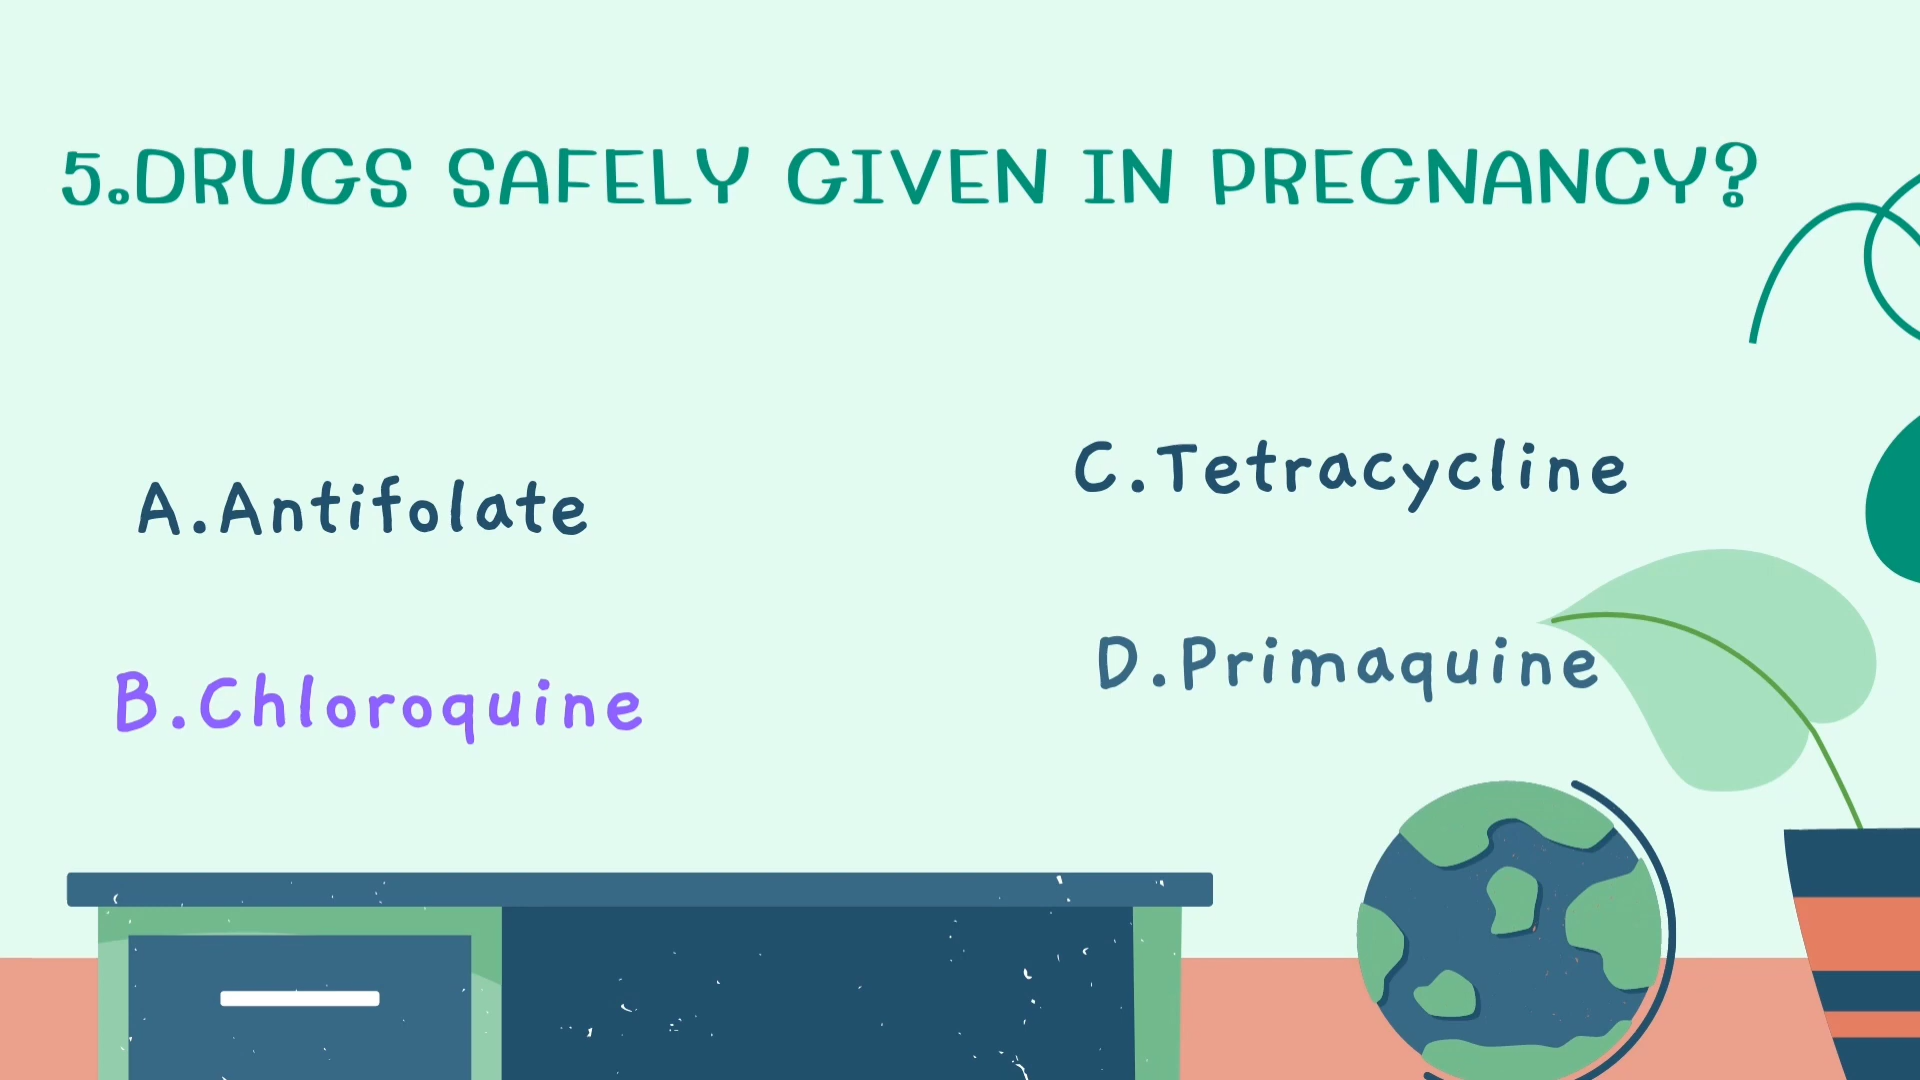 5.DRUGS SAFELY GIVEN IN PREGNANCY?
A.Antifolate
B.Chloroquine
C.Tetracycline
D.Primaquine